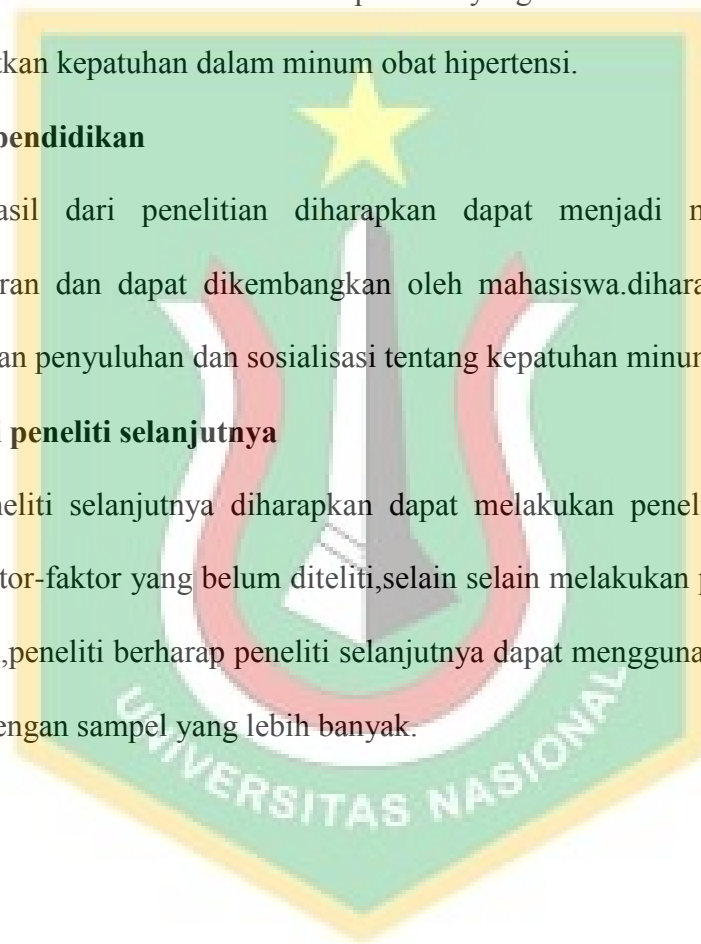 tkan kepatuhan dalam minum obat hipertensi.
pendidikan
asil dari penelitian diharapkan dapat menjadi
ran dan dapat dikembangkan oleh mahasiswa.dihara
an penyuluhan dan sosialisasi tentang kepatuhan minu
peneliti selanjutnya
neliti selanjutnya diharapkan dapat melakukan penel
tor-faktor yang belum diteliti,selain selain melakukan
,peneliti berharap peneliti selanjutnya dapat mengguna
engan sampel yang lebih banyak.
UNIVERSITAS NASIONAL